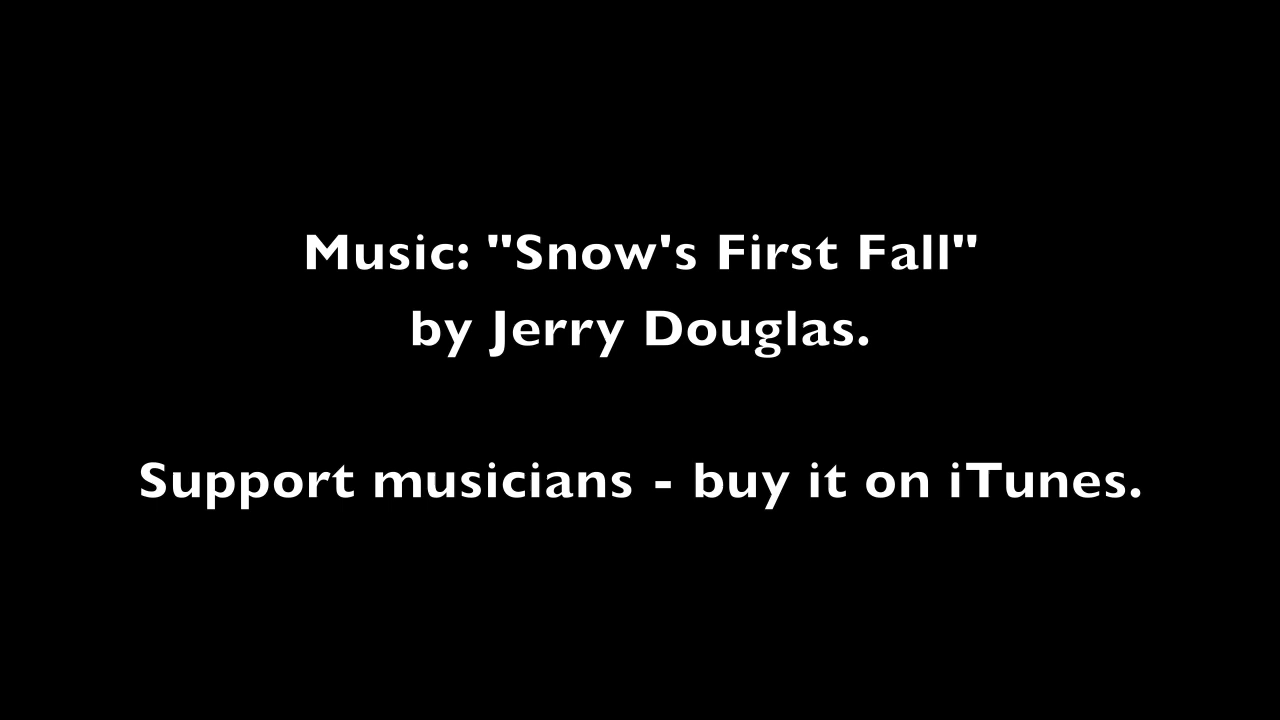 Music: "Snow's First Fall"
by Jerry Douglas.
Support musicians - buy it on iTunes.